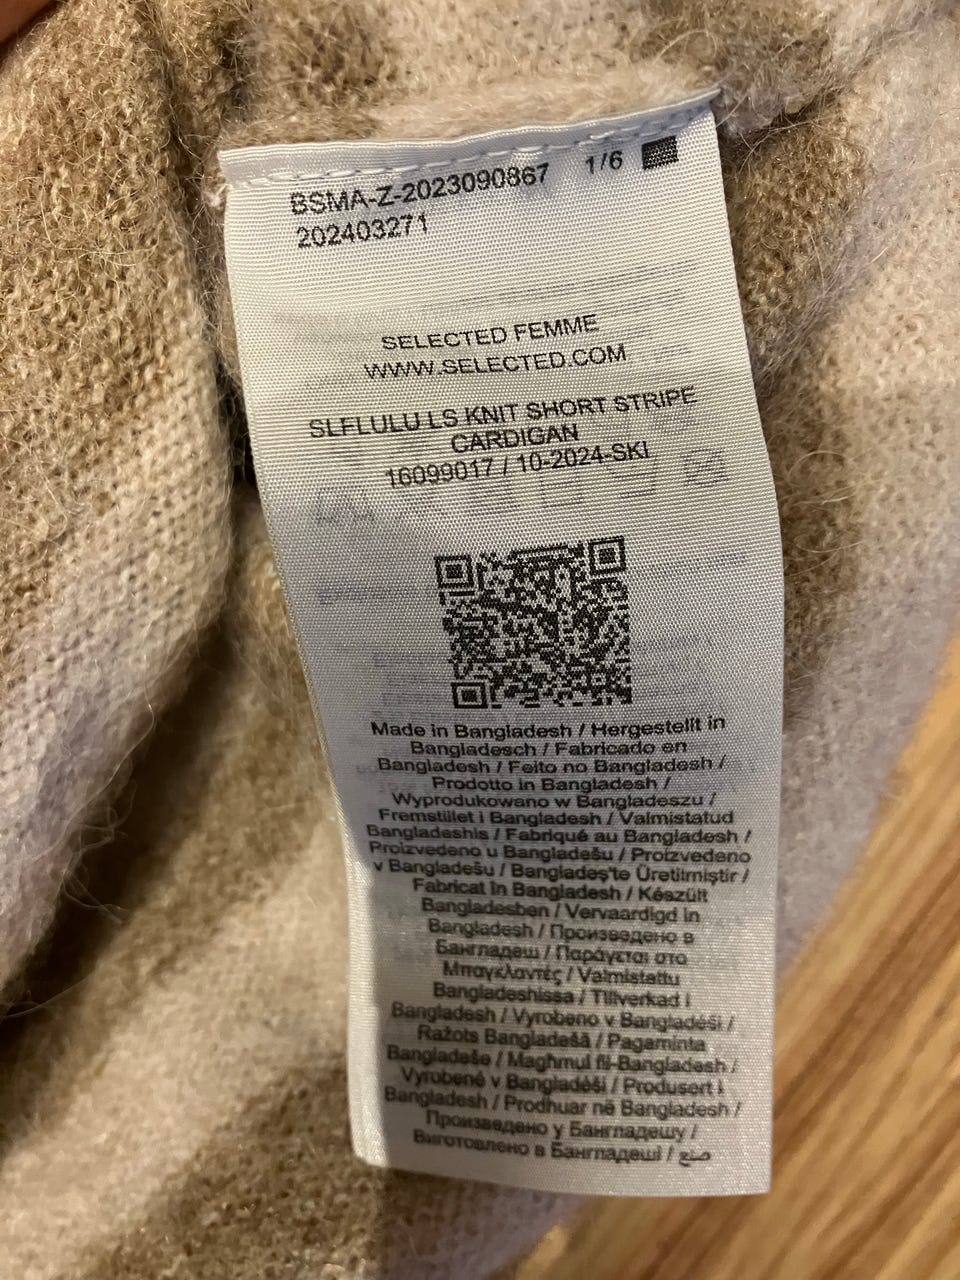 BSMA-Z-2023090867 1/6
202403271
SELECTED FEMME
WWW.SELECTED.COM
SLFLULU LS KNIT SHORT STRIPE
CARDIGAN
16099017 / 10-2024-SKI
Made in Bangladesh / Hergestellt in
Bangladesch / Fabricado en
Bangladesh / Feito no Bangladesh /
Prodotto in Bangladesh /
Wyprodukowano w Bangladeszu /
Fremstillet i Bangladesh / Valmistatud
Bangladeshis / Fabriqué au Bangladesh /
Proizvedeno u Bangladešu / Proizvedeno
v Bangladešu / Bangladeş'te Üretilmiştir /
Fabricat în Bangladesh / Készült
Bangladesben / Vervaardigd in
Bangladesh / Произведено в
Бангладеш / Παράγεται στο
Μπαγκλαντές / Valmistettu
Bangladeshissa / Tillverkad i
Bangladesh / Vyrobeno v Bangladéši /
Ražots Bangladešā / Pagaminta
Bangladeše / Magħmul fil-Bangladesh /
Vyrobené v Bangladéši / Produsert i
Bangladesh / Prodhuar në Bangladesh /
Произведено у Бангладешу /
Виготовлено в Бангладеші / صنع